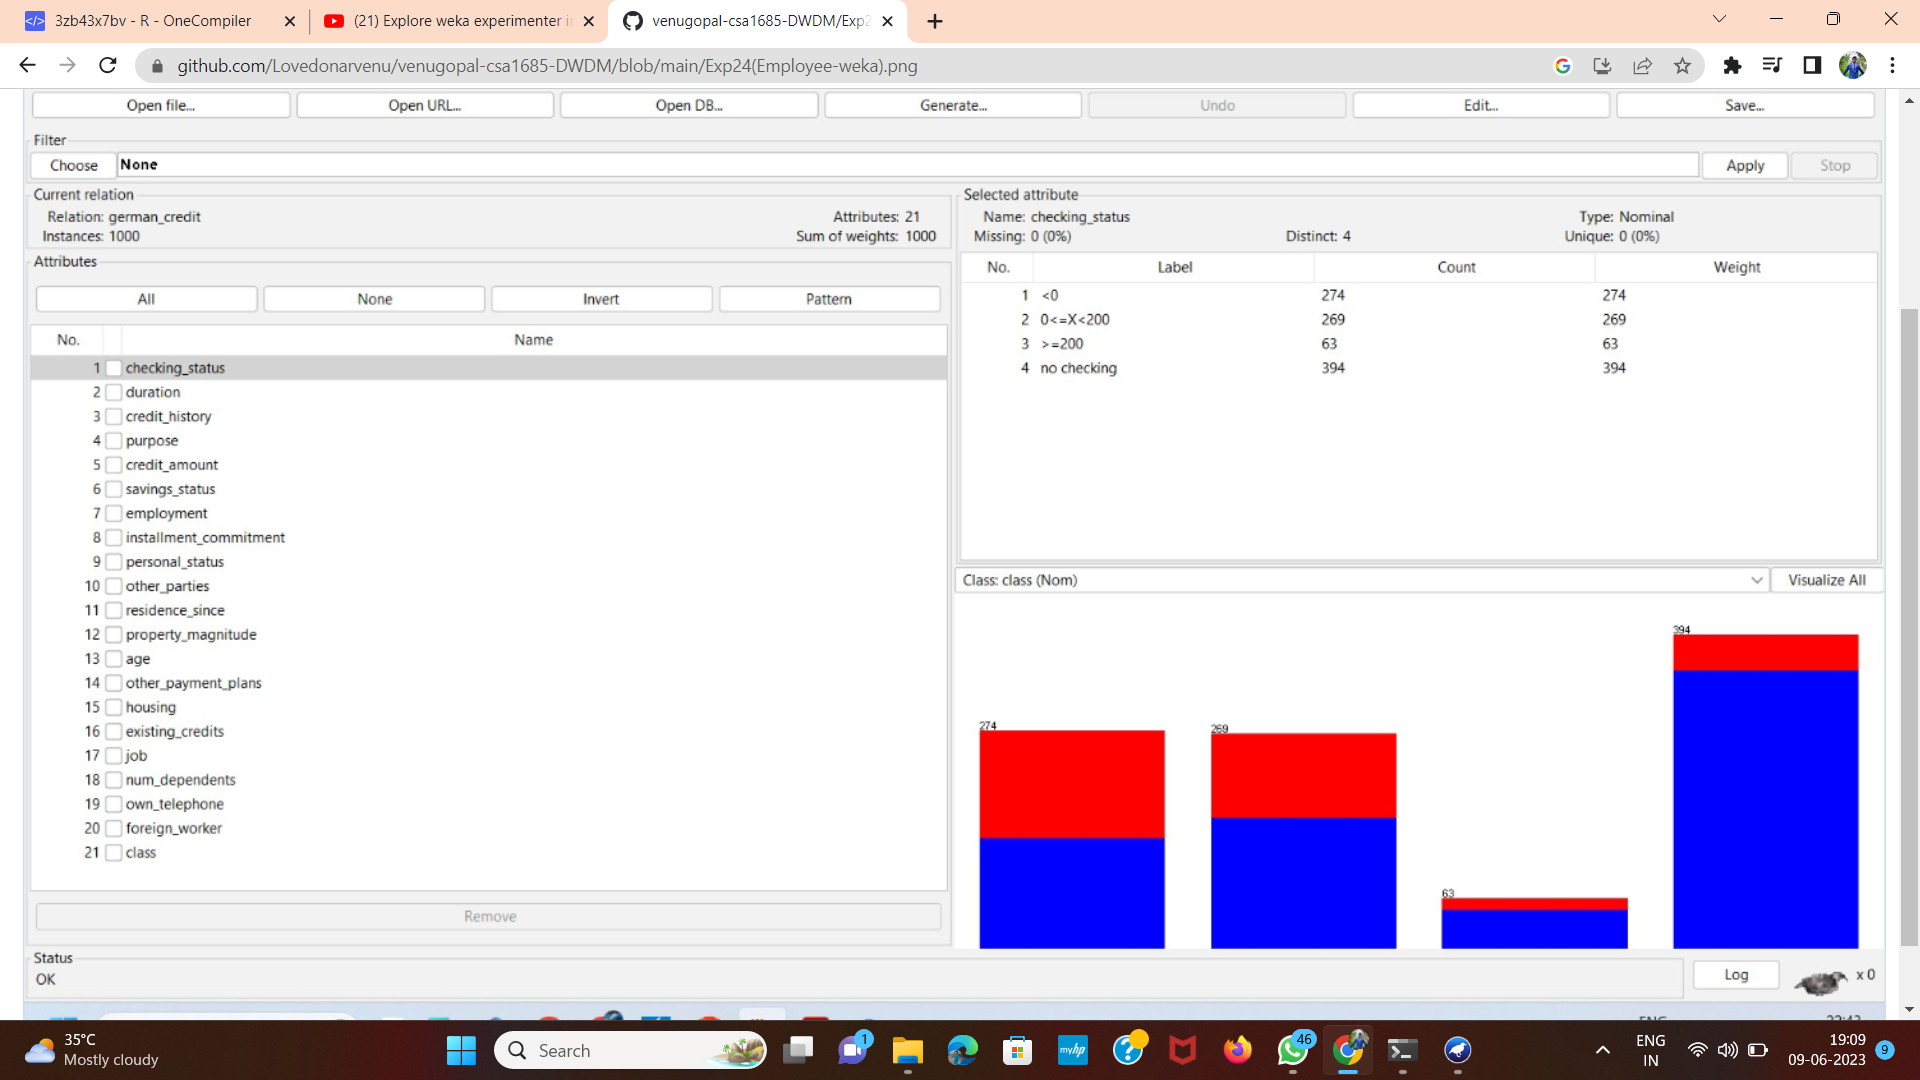 3zb43x7bv - R - OneCompiler
(21) Explore weka experimenter i
venugopal-csa1685-DWDM/Exp2
github.com/Lovedonarvenu/venugopal-csa1685-DWDM/blob/main/Exp24(Employee-weka).png
Open file... Open URL... Open DB... Generate... Undo Edit... Save...
Filter
Choose None Apply Stop
Current relation
Relation: german_credit Attributes: 21
Instances: 1000 Sum of weights: 1000
Selected attribute
Name: checking_status Type: Nominal
Missing: 0 (0%) Distinct: 4 Unique: 0 (0%)
Attributes
All None Invert Pattern
No. Name
1 checking_status
2 duration
3 credit_history
4 purpose
5 credit_amount
6 savings_status
7 employment
8 installment_commitment
9 personal_status
10 other_parties
11 residence_since
12 property_magnitude
13 age
14 other_payment_plans
15 housing
16 existing_credits
17 job
18 num_dependents
19 own_telephone
20 foreign_worker
21 class
Remove
No. Label Count Weight
1 <0 274 274
2 0<=X<200 269 269
3 >=200 63 63
4 no checking 394 394
Class: class (Nom) Visualize All
274
269
63
394
Status
OK
Log x 0
35°C
Mostly cloudy
Search
1
myhp
46
ENG
IN
19:09
09-06-2023
9